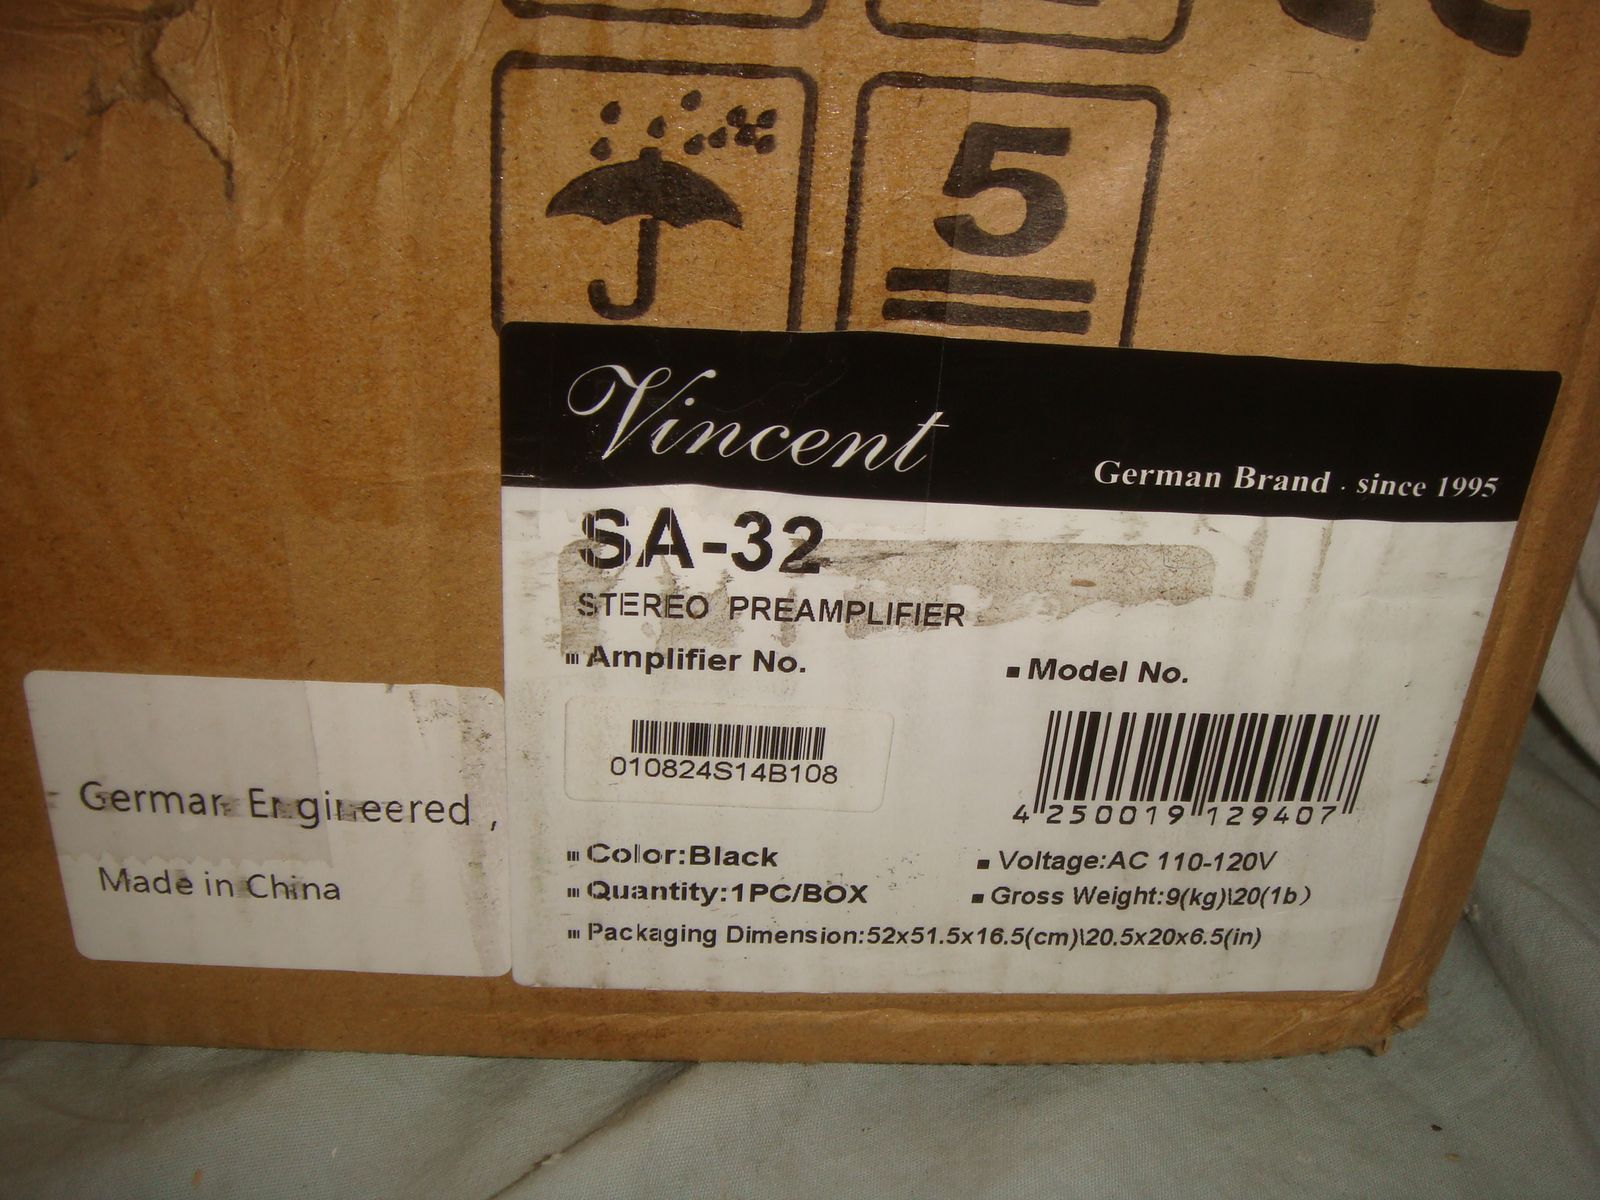 5
Vincent
German Brand . since 1995
SA-32
STEREO PREAMPLIFIER
Amplifier No.
Model No.
010824S14B108
4 250019 129407
Color:Black
Voltage:AC 110-120V
Quantity:1PC/BOX
Gross Weight:9(kg)\20(1b)
Packaging Dimension:52x51.5x16.5(cm)\20.5x20x6.5(in)
German Engineered ,
Made in China